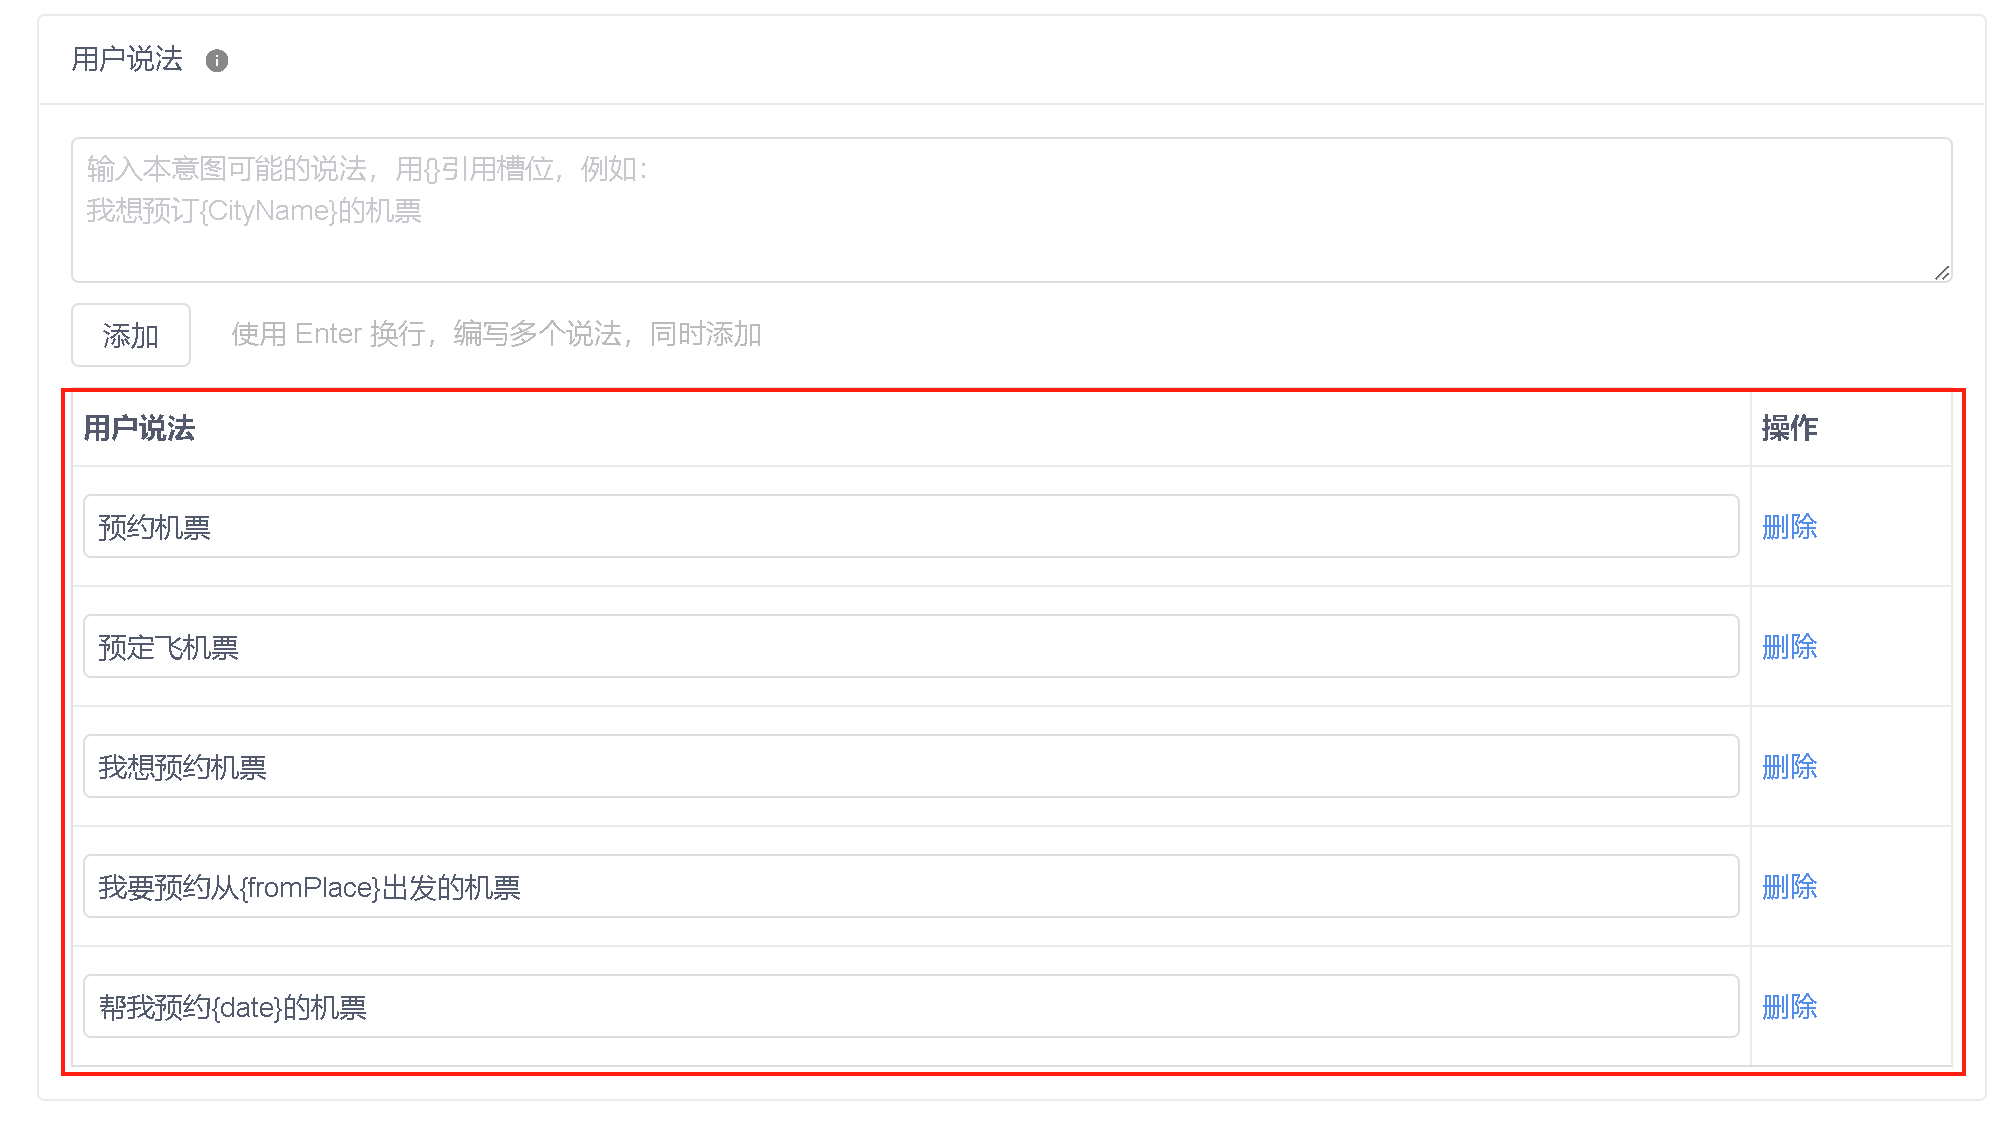 用户说法
输入本意图可能的说法，用{}引用槽位，例如：
我想预订{CityName}的机票
添加 使用 Enter 换行，编写多个说法，同时添加
用户说法 操作
预约机票 删除
预定飞机票 删除
我想预约机票 删除
我要预约从{fromPlace}出发的机票 删除
帮我预约{date}的机票 删除